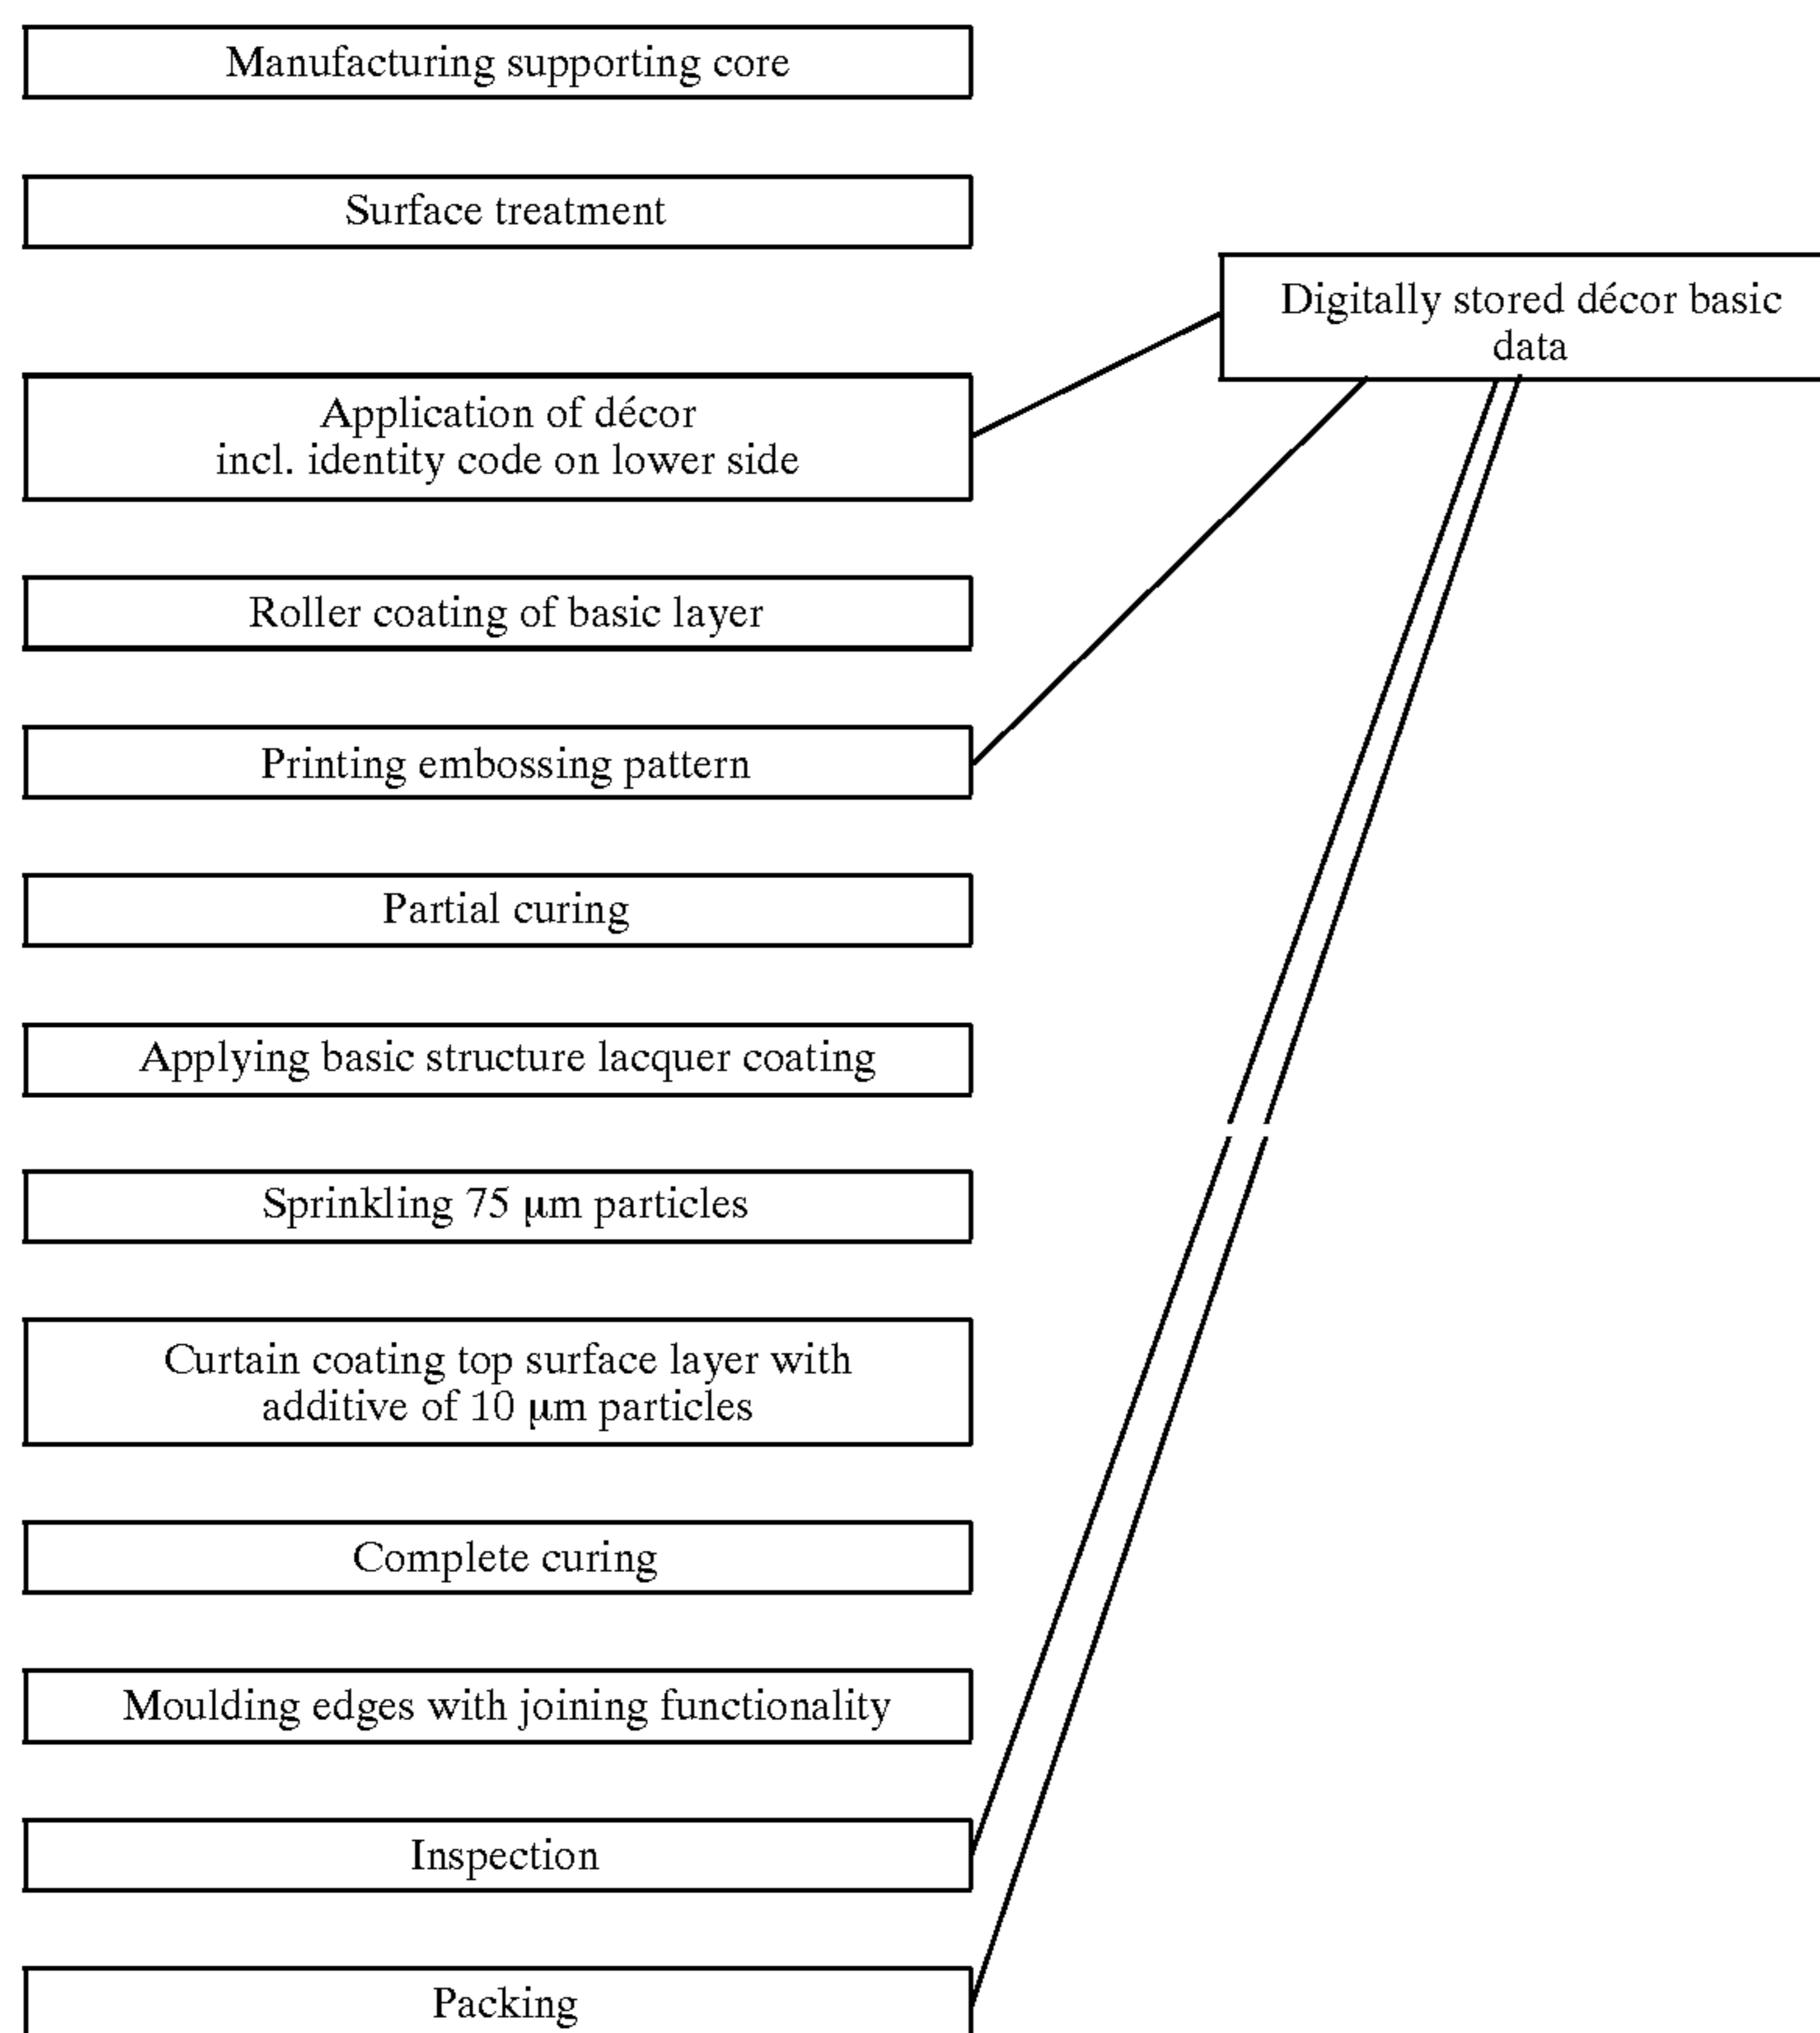 Manufacturing supporting core
Surface treatment
Digitally stored décor basic
data
Application of décor
incl. identity code on lower side
Roller coating of basic layer
Printing embossing pattern
Partial curing
Applying basic structure lacquer coating
Sprinkling 75 µm particles
Curtain coating top surface layer with
additive of 10 µm particles
Complete curing
Moulding edges with joining functionality
Inspection
Packing